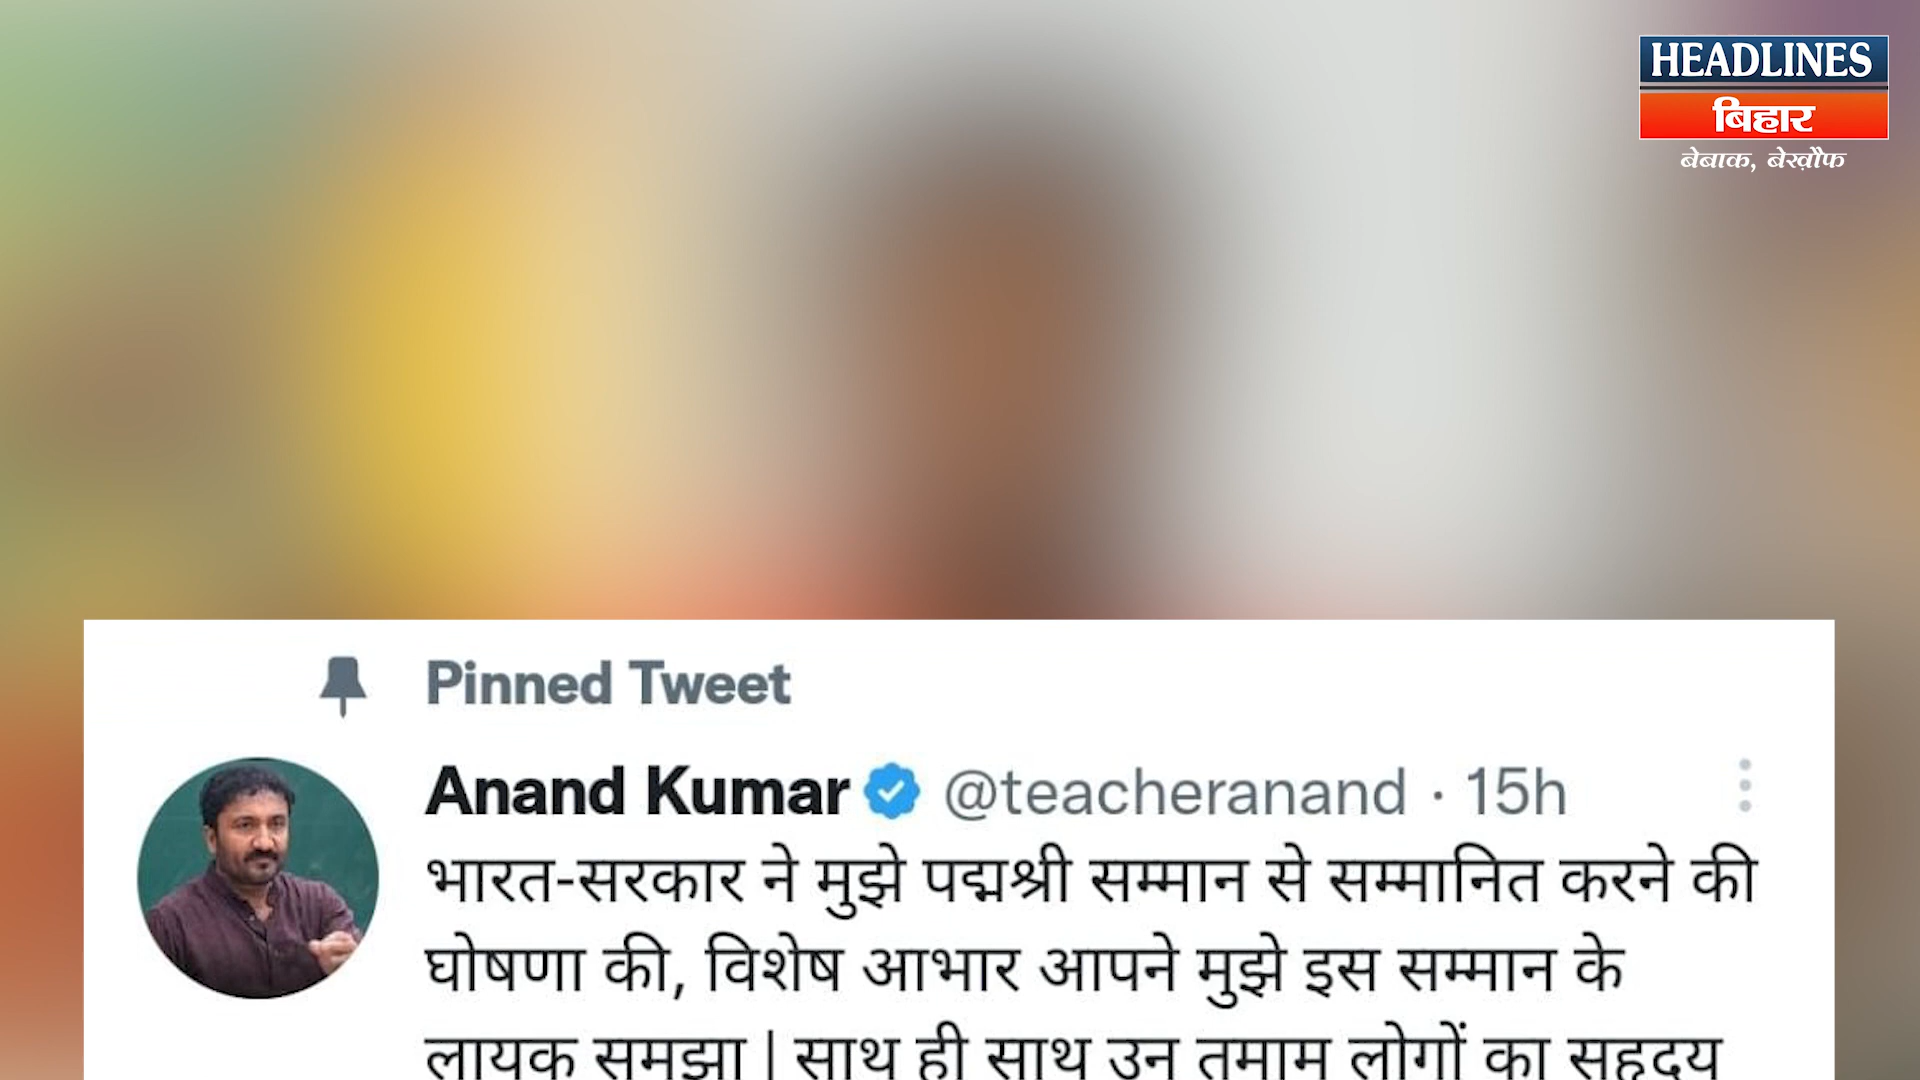 HEADLINES
बिहार
बेबाक, बेख़ौफ
Pinned Tweet
Anand Kumar @teacheranand · 15h
भारत-सरकार ने मुझे पद्मश्री सम्मान से सम्मानित करने की
घोषणा की, विशेष आभार आपने मुझे इस सम्मान के
लायक समझा | साथ ही साथ उन तमाम लोगों का सहृदय